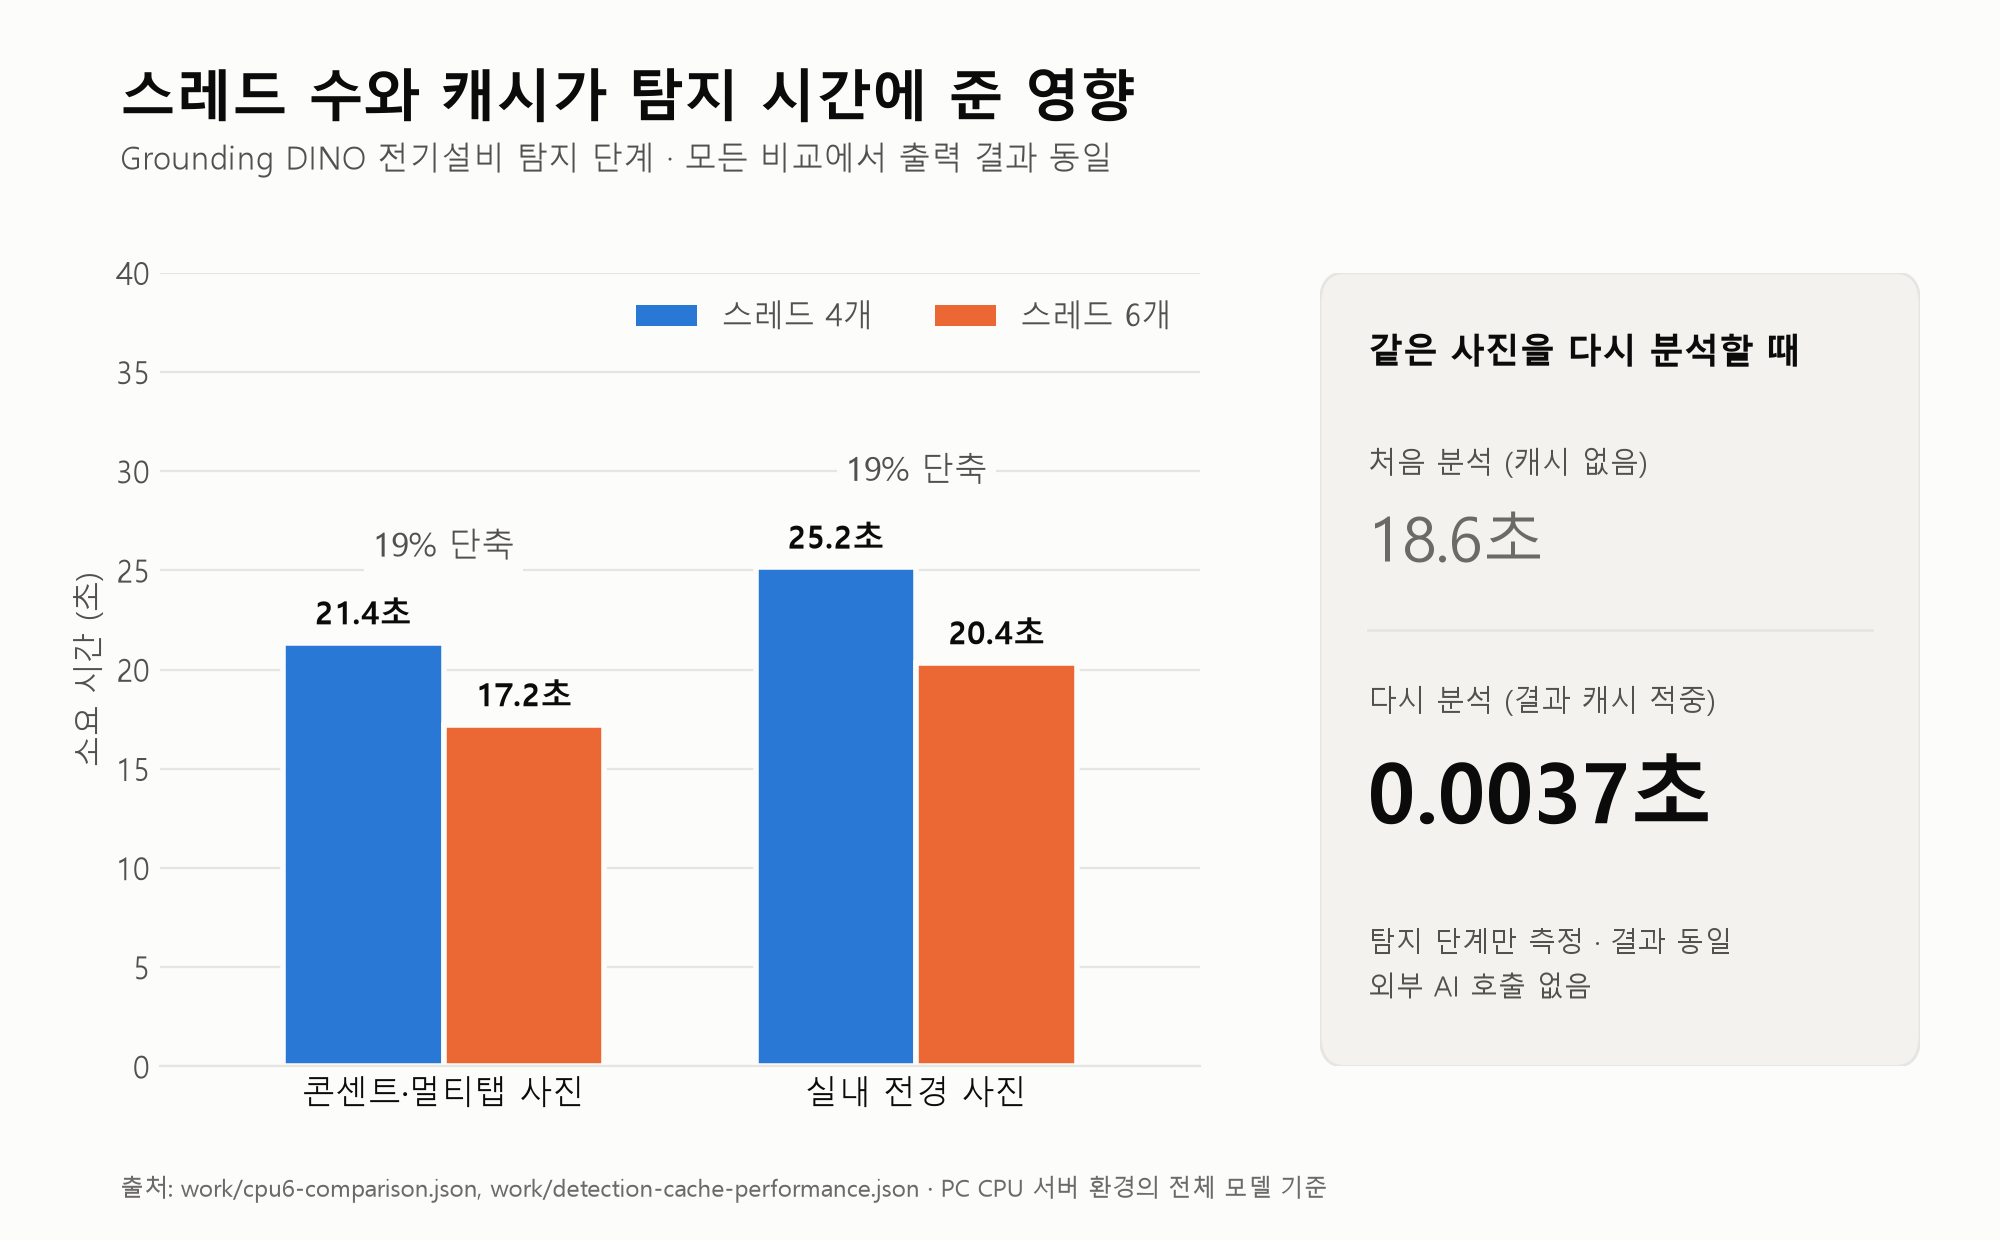 스레드 수와 캐시가 탐지 시간에 준 영향
Grounding DINO 전기설비 탐지 단계 · 모든 비교에서 출력 결과 동일
소요 시간 (초)
40
35
30
25
20
15
10
5
0
스레드 4개
스레드 6개
19% 단축
21.4초
17.2초
19% 단축
25.2초
20.4초
콘센트·멀티탭 사진
실내 전경 사진
같은 사진을 다시 분석할 때
처음 분석 (캐시 없음)
18.6초
다시 분석 (결과 캐시 적중)
0.0037초
탐지 단계만 측정 · 결과 동일
외부 AI 호출 없음
출처: work/cpu6-comparison.json, work/detection-cache-performance.json · PC CPU 서버 환경의 전체 모델 기준